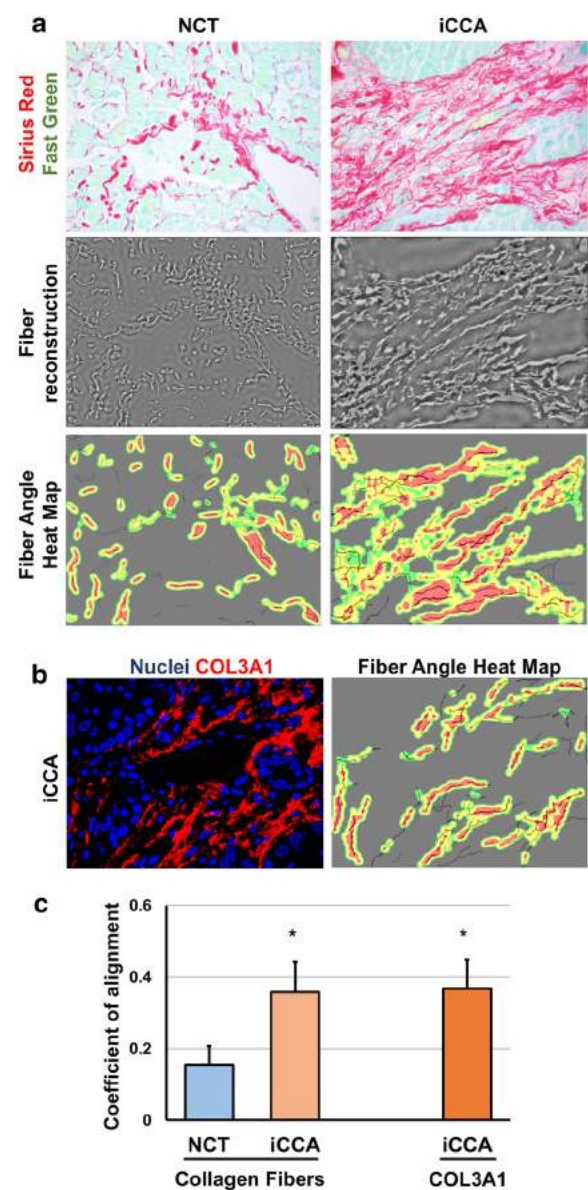 a
NCT
iCCA
Sirius Red
Fast Green
Fiber
reconstruction
Fiber Angle
Heat Map
b
Nuclei COL3A1
Fiber Angle Heat Map
iCCA
c
Coefficient of alignment
0.6
0.4
0.2
0
*
*
NCT
iCCA
iCCA
Collagen Fibers
COL3A1